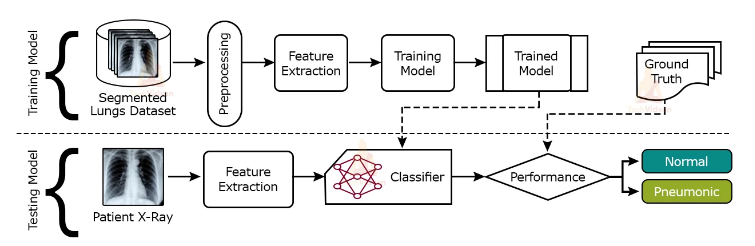 Training Model
Segmented
Lungs Dataset
Preprocessing
Feature
Extraction
Training
Model
Trained
Model
Ground
Truth
Testing Model
Patient X-Ray
Feature
Extraction
Classifier
Performance
Normal
Pneumonic